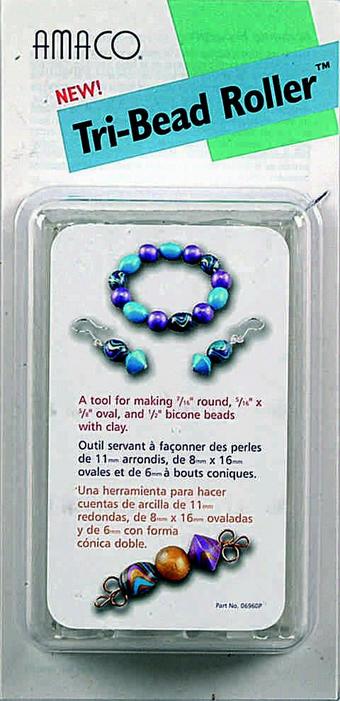 AMACO®
NEW!
Tri-Bead Roller™
A tool for making 7/16" round, 5/16" x
5/8" oval, and 1/2" bicone beads
with clay.
Outil servant à façonner des perles
de 11mm arrondis, de 8mm x 16mm
ovales et de 6mm à bouts coniques.
Una herramienta para hacer
cuentas de arcilla de 11mm
redondas, de 8mm x 16mm ovaladas
y de 6mm con forma
cónica doble.
Part No. 06960P